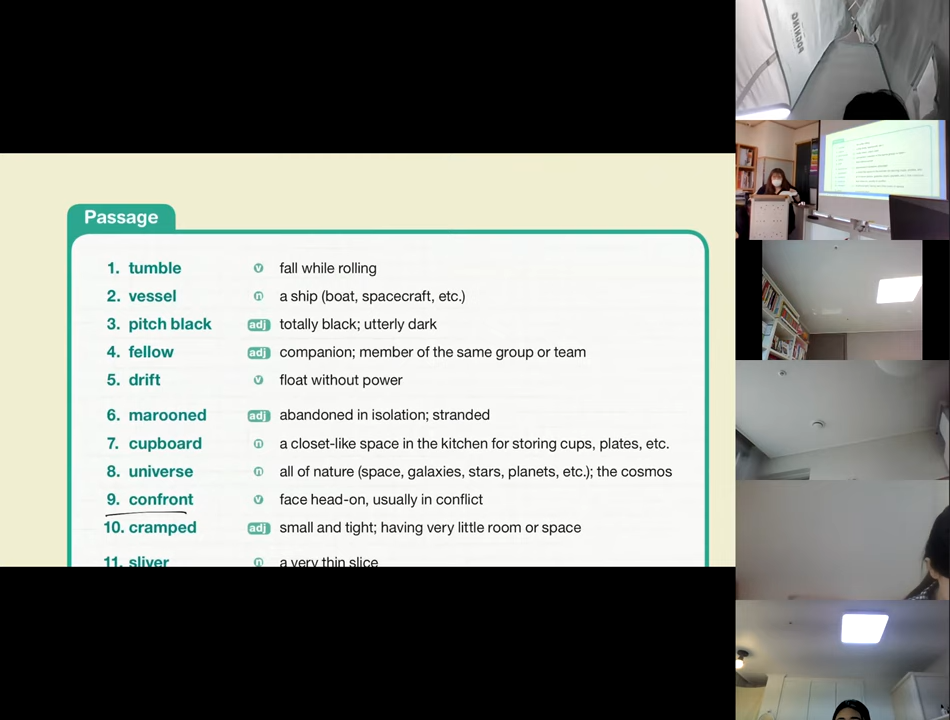 Passage
1. tumble v fall while rolling
2. vessel n a ship (boat, spacecraft, etc.)
3. pitch black adj totally black; utterly dark
4. fellow adj companion; member of the same group or team
5. drift v float without power
6. marooned adj abandoned in isolation; stranded
7. cupboard n a closet-like space in the kitchen for storing cups, plates, etc.
8. universe n all of nature (space, galaxies, stars, planets, etc.); the cosmos
9. confront v face head-on, usually in conflict
10. cramped adj small and tight; having very little room or space
11. sliver n a very thin slice